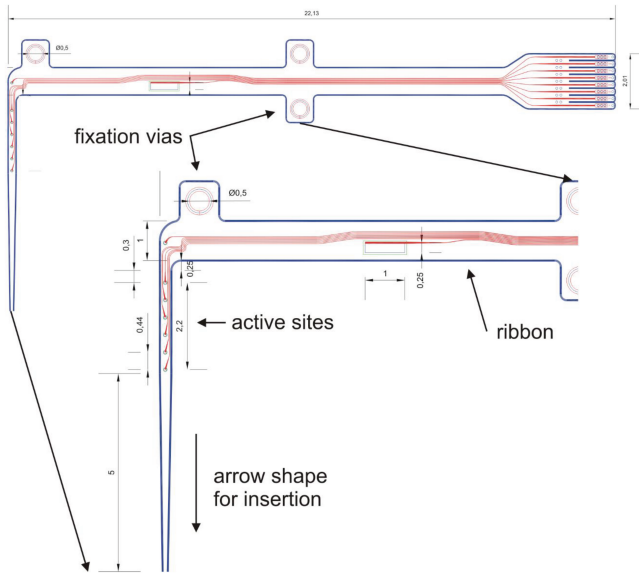 22,13
Ø0,5
2,01
fixation vias
Ø0,5
1
0,3
0,25
1
0,25
0,44
2,2
active sites
ribbon
5
arrow shape
for insertion